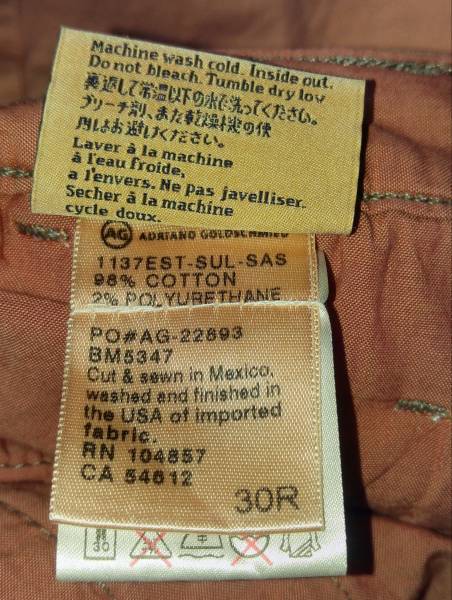 Machine wash cold. Inside out.
Do not bleach. Tumble dry low
裏返して常温以下の水で洗ってください。
ブリーチ剤、また乾燥機の使
用はお避けください。
Laver à la machine
à l'eau froide,
a l'envers. Ne pas javelliser.
Secher à la machine
cycle doux.
AG ADRIANO GOLDSCHMIED
1137EST-SUL-SAS
98% COTTON
2% POLYURETHANE
PO#AG-22893
BM5347
Cut & sewn in Mexico,
washed and finished in
the USA of imported
fabric.
RN 104857
CA 54612
30R
30